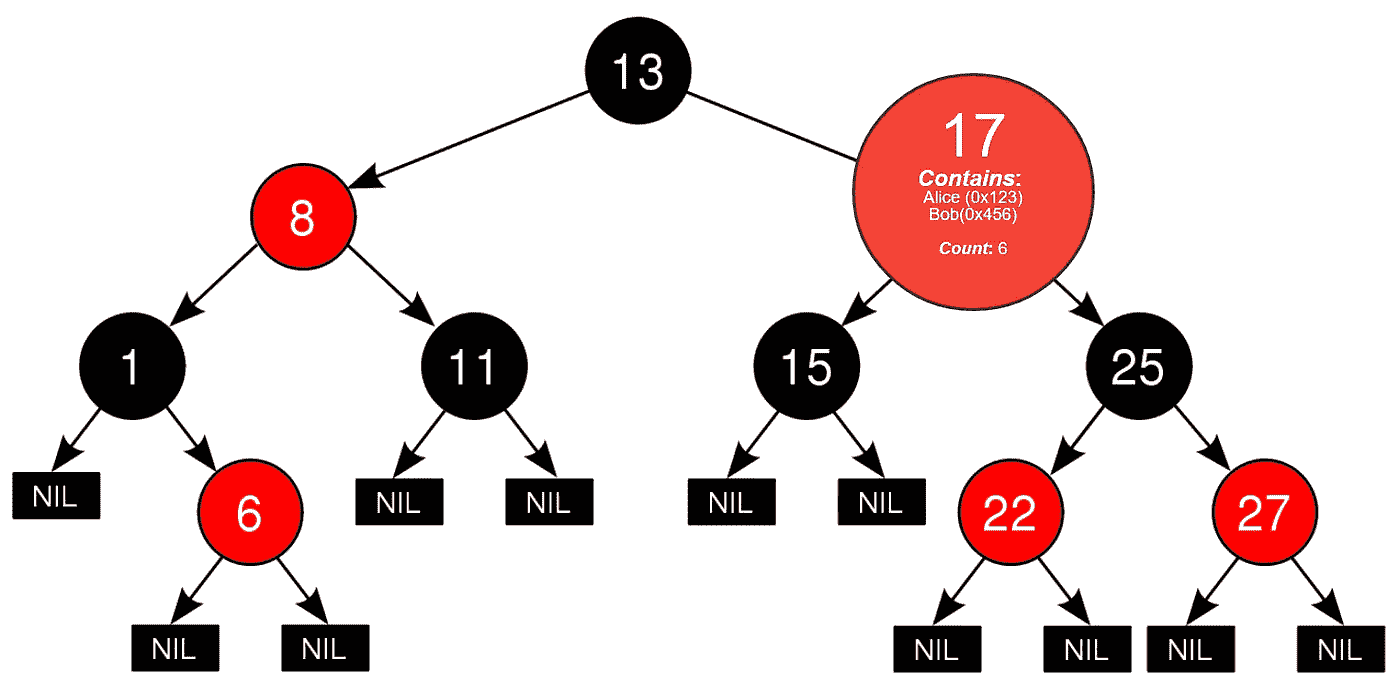 13
17
Contains:
Alice (0x123)
Bob(0x456)
Count: 6
8
1
11
15
25
NIL
6
NIL
NIL
NIL
NIL
22
27
NIL
NIL
NIL
NIL
NIL
NIL